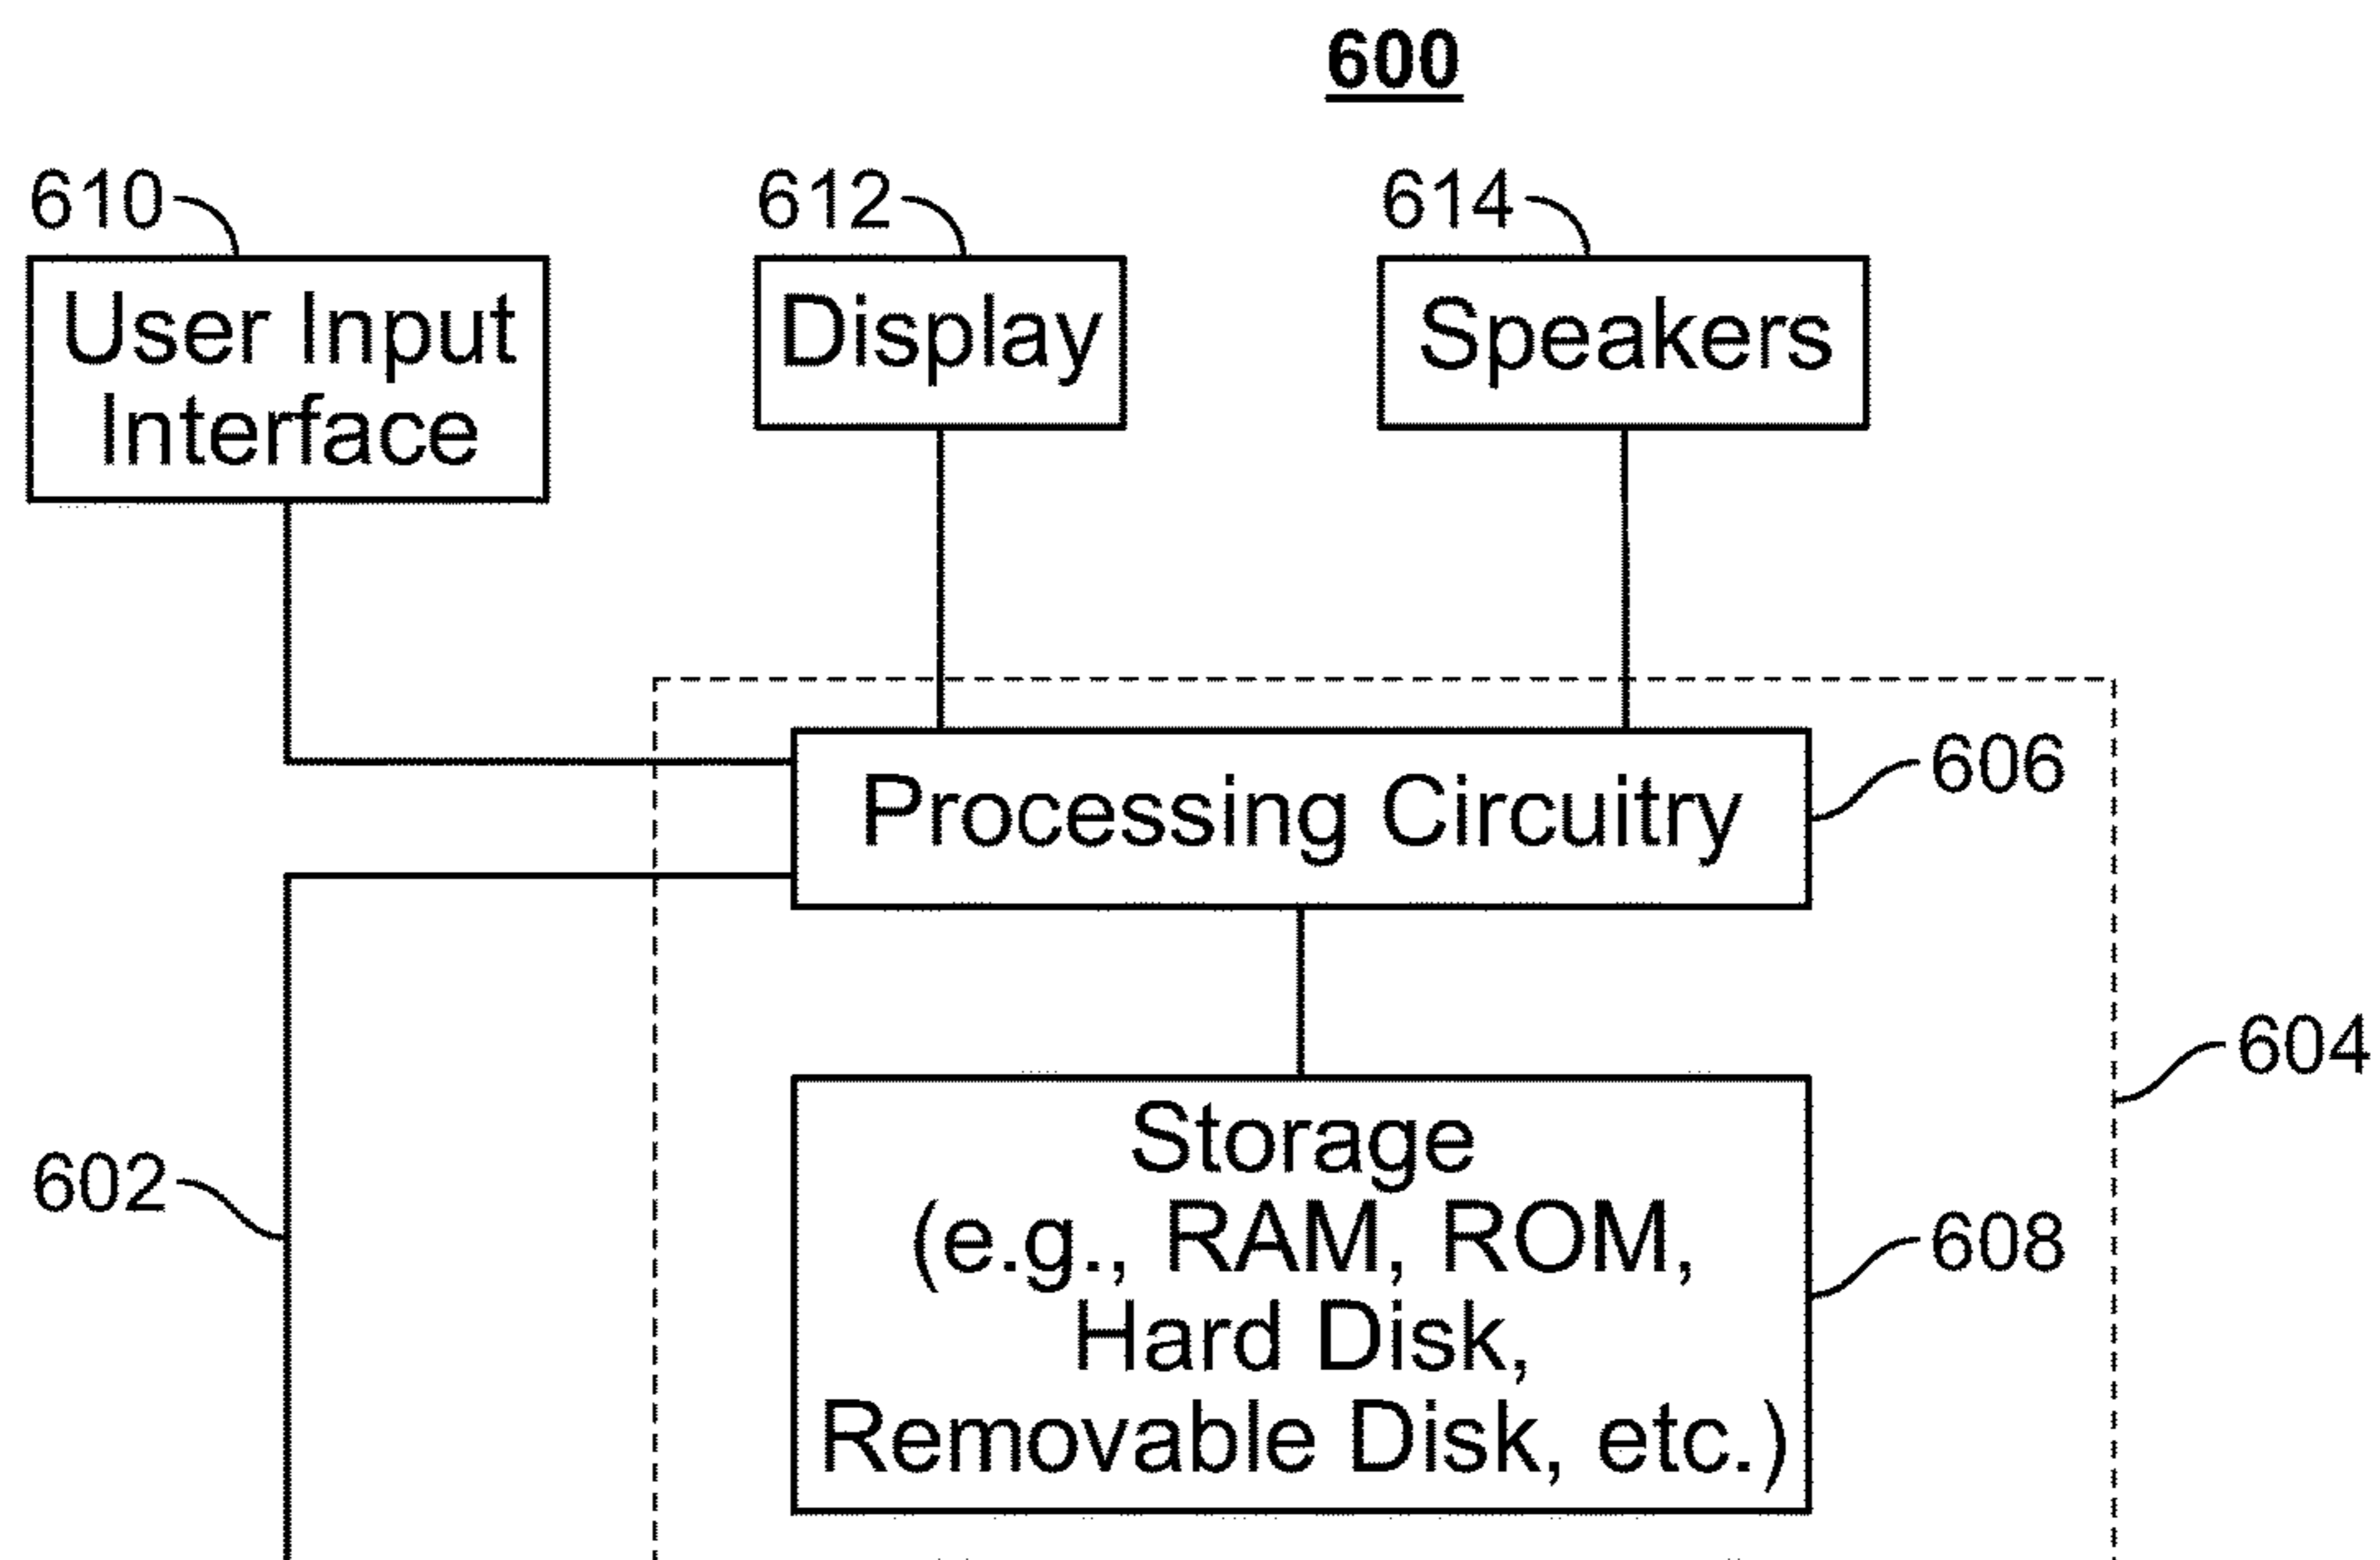 600
610
612
614
User Input
Interface
Display
Speakers
Processing Circuitry
606
604
602
Storage
(e.g., RAM, ROM,
Hard Disk,
Removable Disk, etc.)
608